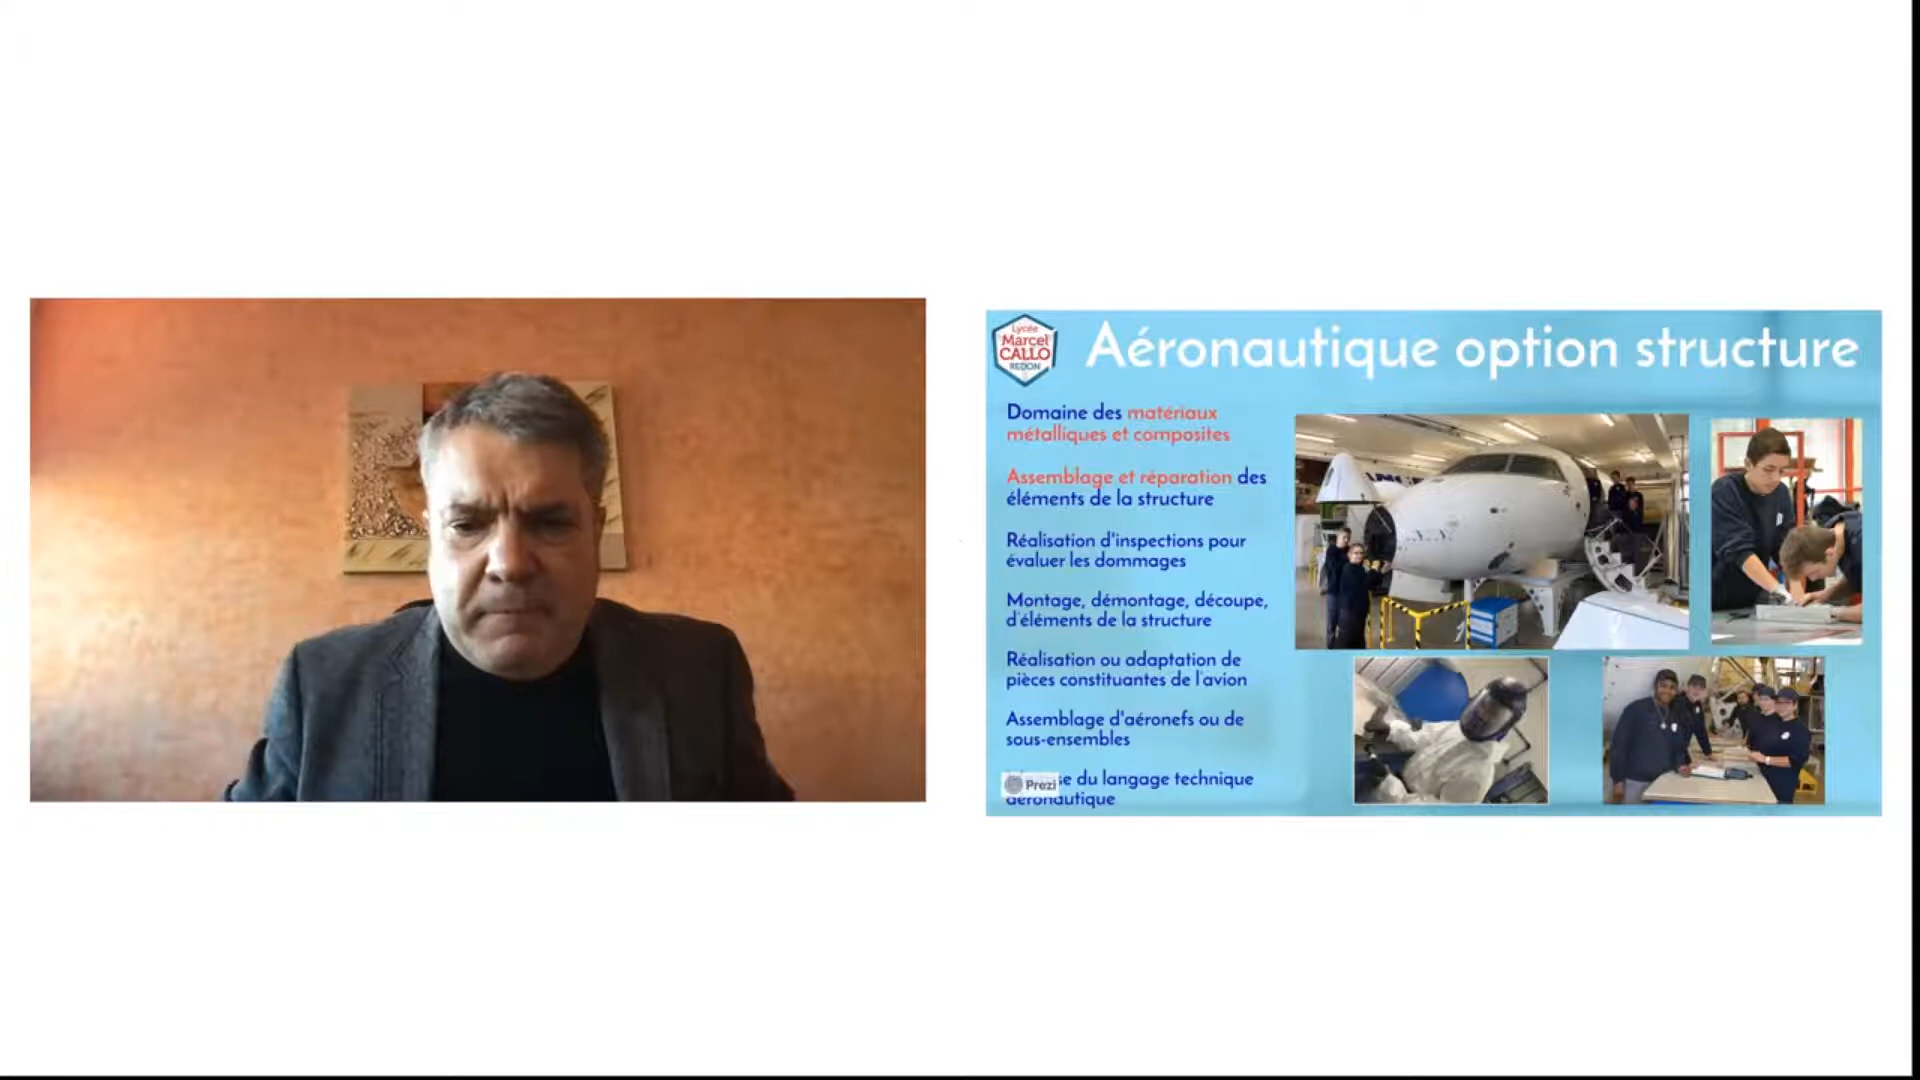 Lycée
Marcel
CALLO
REDON
Aéronautique option structure
Domaine des matériaux
métalliques et composites
Assemblage et réparation des
éléments de la structure
Réalisation d'inspections pour
évaluer les dommages
Montage, démontage, découpe,
d'éléments de la structure
Réalisation ou adaptation de
pièces constituantes de l'avion
Assemblage d'aéronefs ou de
sous-ensembles
du langage technique
Prezi
aéronautique